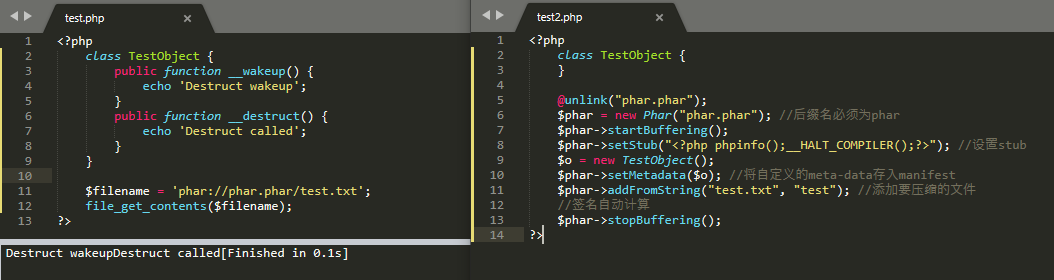 test.php
1 <?php
2 class TestObject {
3 public function __wakeup() {
4 echo 'Destruct wakeup';
5 }
6 public function __destruct() {
7 echo 'Destruct called';
8 }
9 }
10
11 $filename = 'phar://phar.phar/test.txt';
12 file_get_contents($filename);
13 ?>
Destruct wakeupDestruct called[Finished in 0.1s]
test2.php
1 <?php
2 class TestObject {
3 }
4
5 @unlink("phar.phar");
6 $phar = new Phar("phar.phar"); //后缀名必须为phar
7 $phar->startBuffering();
8 $phar->setStub("<?php phpinfo();__HALT_COMPILER();?>"); //设置stub
9 $o = new TestObject();
10 $phar->setMetadata($o); //将自定义的meta-data存入manifest
11 $phar->addFromString("test.txt", "test"); //添加要压缩的文件
12 //签名自动计算
13 $phar->stopBuffering();
14 ?>